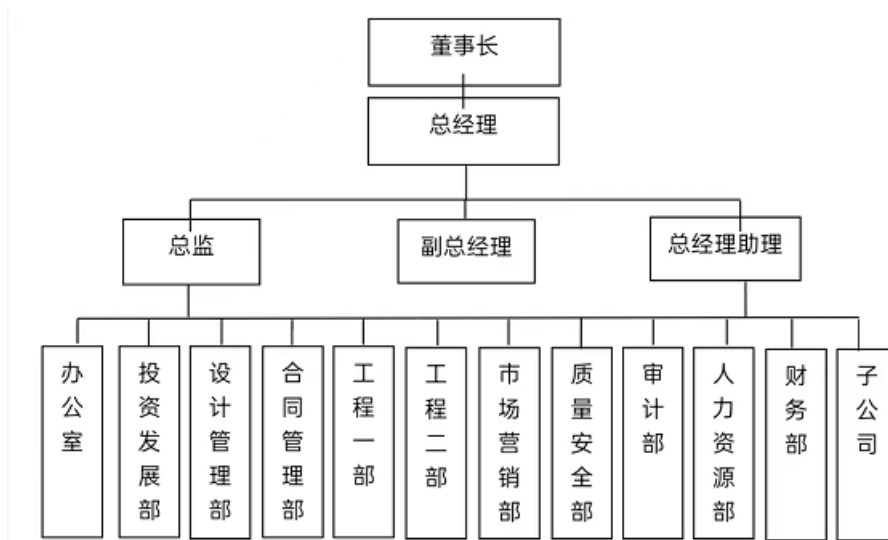 董事长
总经理
总监
副总经理
总经理助理
办公室
投资发展部
设计管理部
合同管理部
工程一部
工程二部
市场营销部
质量安全部
审计部
人力资源部
财务部
子公司